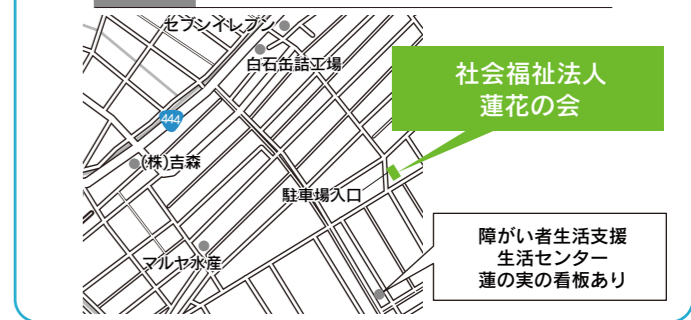 セブンイレブン
白石缶詰工場
社会福祉法人
蓮花の会
444
(株)吉森
駐車場入口
マルヤ水産
障がい者生活支援
生活センター
蓮の実の看板あり